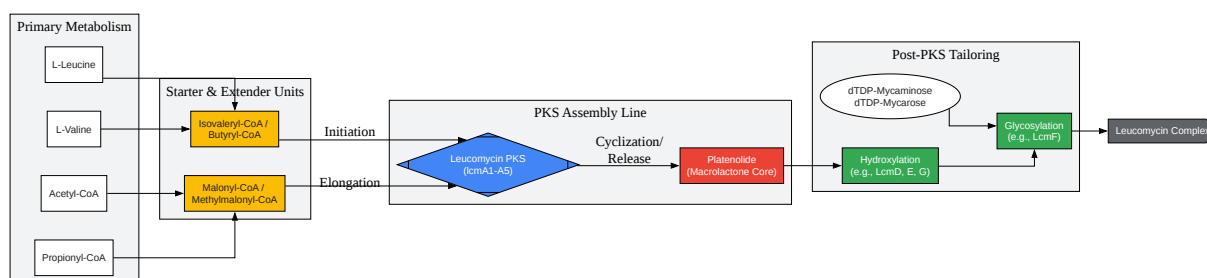 Primary Metabolism
L-Leucine
L-Valine
Acetyl-CoA
Propionyl-CoA
Starter & Extender Units
Isovaleryl-CoA /
Butyryl-CoA
Malonyl-CoA /
Methylmalonyl-CoA
Initiation
Elongation
PKS Assembly Line
Leucomycin PKS
(lcmA1-A5)
Cyclization/
Release
Platenolide
(Macrolactone Core)
Post-PKS Tailoring
dTDP-Mycaminose
dTDP-Mycarose
Hydroxylation
(e.g., LcmD, E, G)
Glycosylation
(e.g., LcmF)
Leucomycin Complex